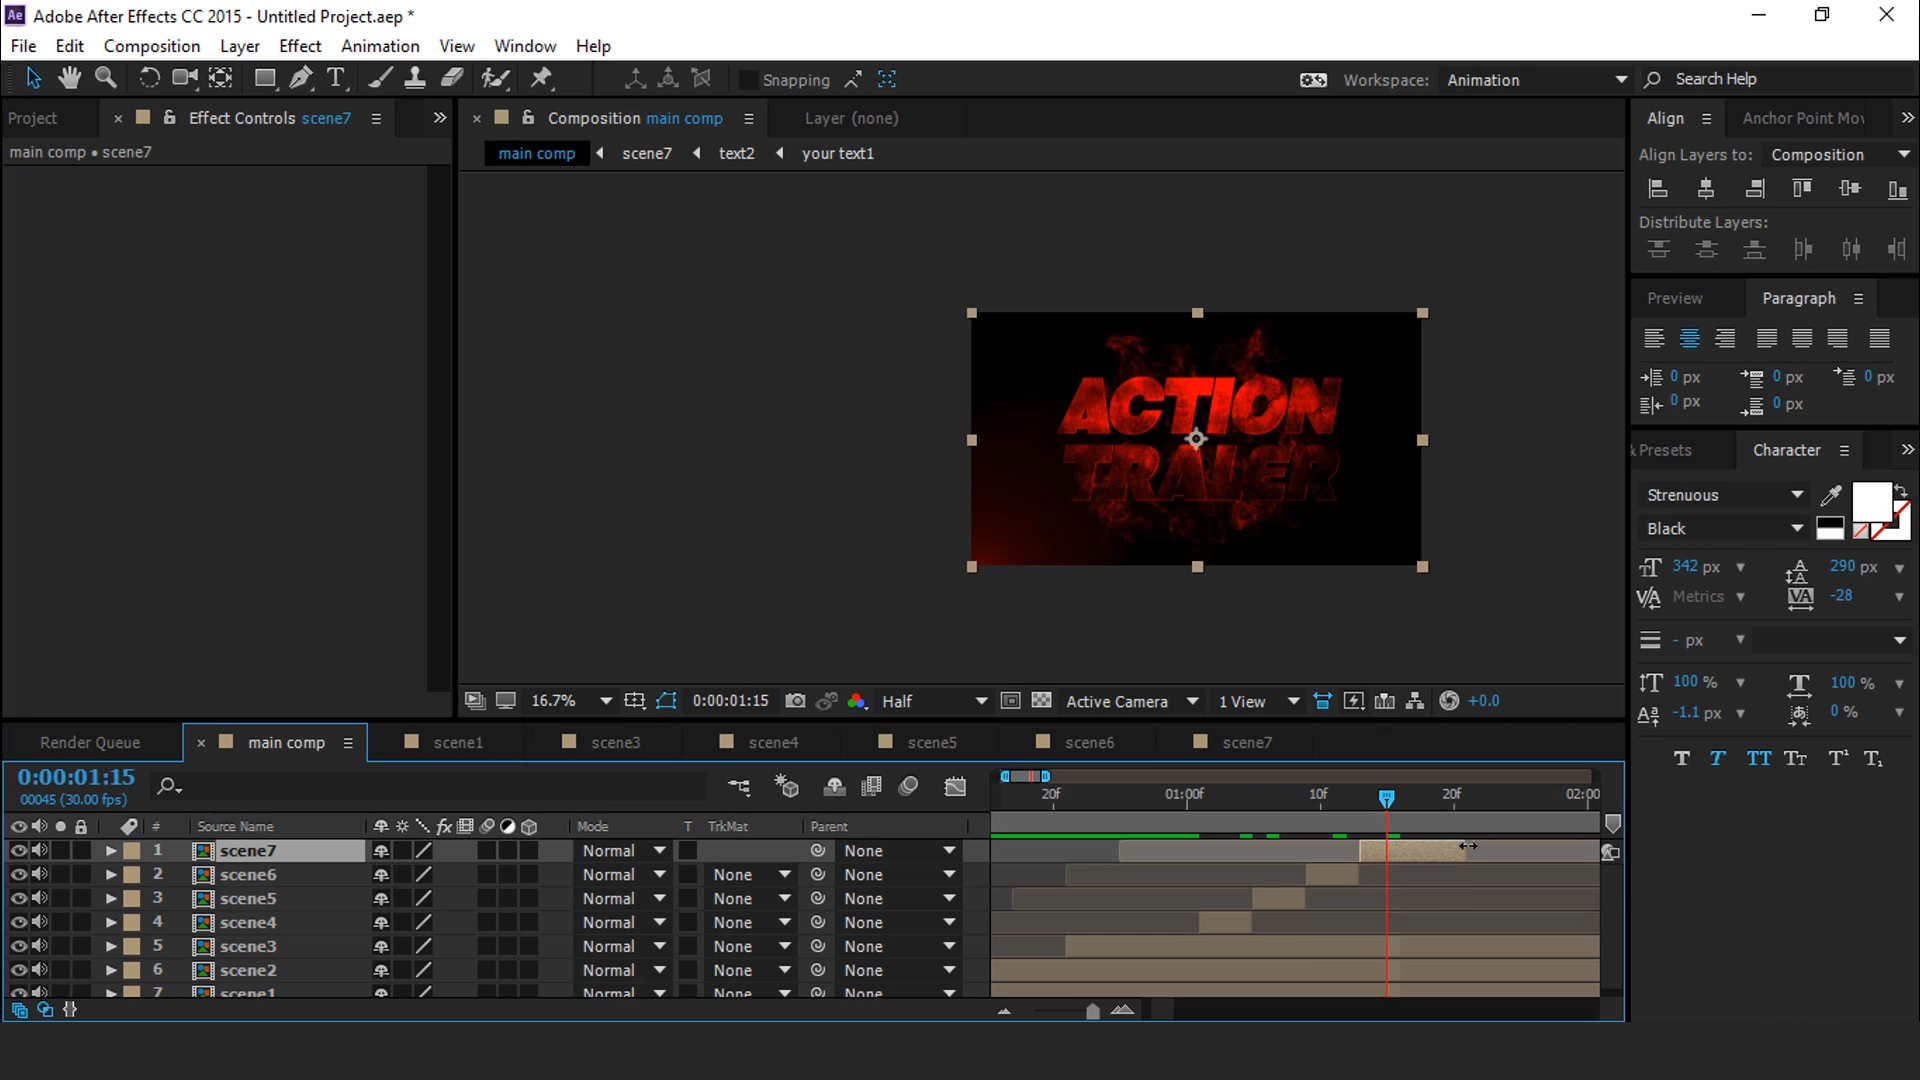 Ae Adobe After Effects CC 2015 - Untitled Project.aep *
File Edit Composition Layer Effect Animation View Window Help
T Snapping Workspace: Animation Search Help
Project Effect Controls scene7 Composition main comp Layer (none) Align Anchor Point Mov
main comp • scene7 main comp scene7 text2 your text1 Align Layers to: Composition
Distribute Layers:
Preview Paragraph
0 px 0 px 0 px
0 px 0 px
ACTION
TRAILER
& Presets Character
Strenuous
Black
342 px 290 px
Metrics -28
- px
100 % 100 %
-1.1 px 0 %
T T TT Tt T¹ T₁
16.7% 0:00:01:15 Half Active Camera 1 View +0.0
Render Queue main comp scene1 scene3 scene4 scene5 scene6 scene7
0:00:01:15
00045 (30.00 fps)
20f 01:00f 10f 20f 02:00
# Source Name fx Mode T TrkMat Parent
1 scene7 Normal None
2 scene6 Normal None None
3 scene5 Normal None None
4 scene4 Normal None None
5 scene3 Normal None None
6 scene2 Normal None None
7 scene1 Normal None None